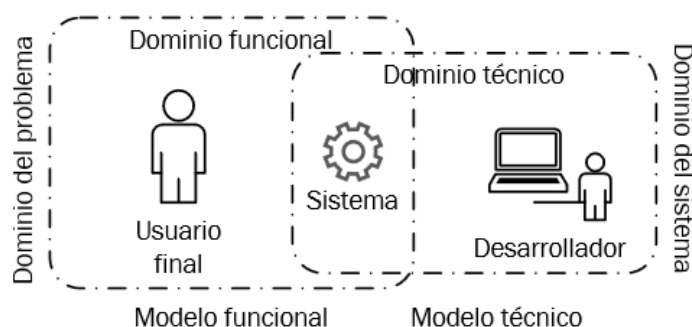 Dominio funcional
Dominio técnico
Dominio del problema
Dominio del sistema
Sistema
Usuario
final
Desarrollador
Modelo funcional
Modelo técnico